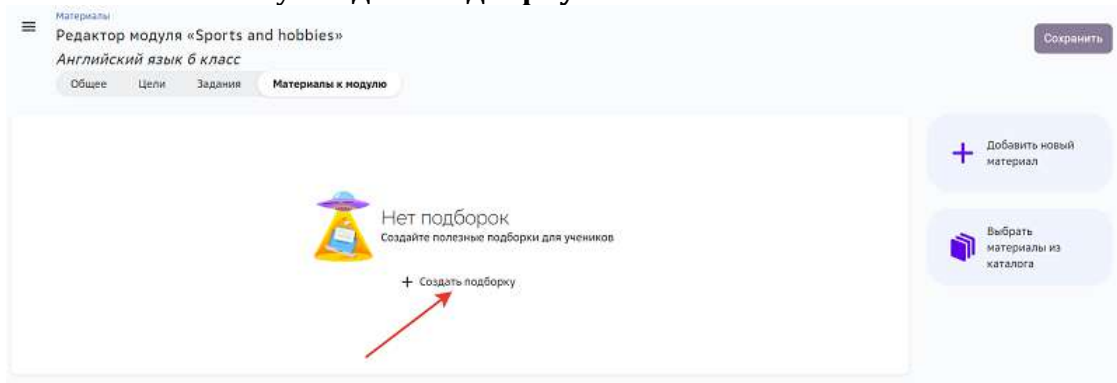 Материалы
Редактор модуля «Sports and hobbies»
Английский язык 6 класс
Общее Цели Задания Материалы к модулю
Сохранить
Нет подборок
Создайте полезные подборки для учеников
+ Создать подборку
Добавить новый
материал
Выбрать
материалы из
каталога